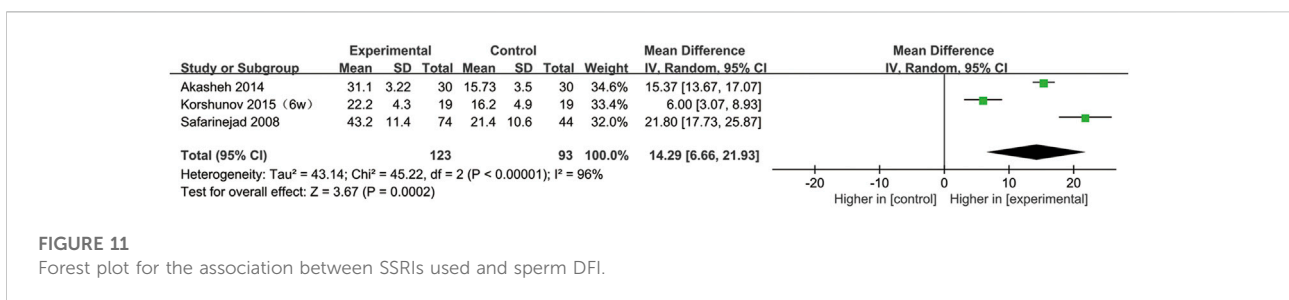 Experimental Control Mean Difference Mean Difference
Study or Subgroup Mean SD Total Mean SD Total Weight IV, Random, 95% CI IV, Random, 95% CI
Akasheh 2014 31.1 3.22 30 15.73 3.5 30 34.6% 15.37 [13.67, 17.07]
Korshunov 2015（6w） 22.2 4.3 19 16.2 4.9 19 33.4% 6.00 [3.07, 8.93]
Safarinejad 2008 43.2 11.4 74 21.4 10.6 44 32.0% 21.80 [17.73, 25.87]
Total (95% CI) 123 93 100.0% 14.29 [6.66, 21.93]
Heterogeneity: Tau² = 43.14; Chi² = 45.22, df = 2 (P < 0.00001); I² = 96%
Test for overall effect: Z = 3.67 (P = 0.0002)
-20 -10 0 10 20
Higher in [control] Higher in [experimental]
FIGURE 11
Forest plot for the association between SSRIs used and sperm DFI.